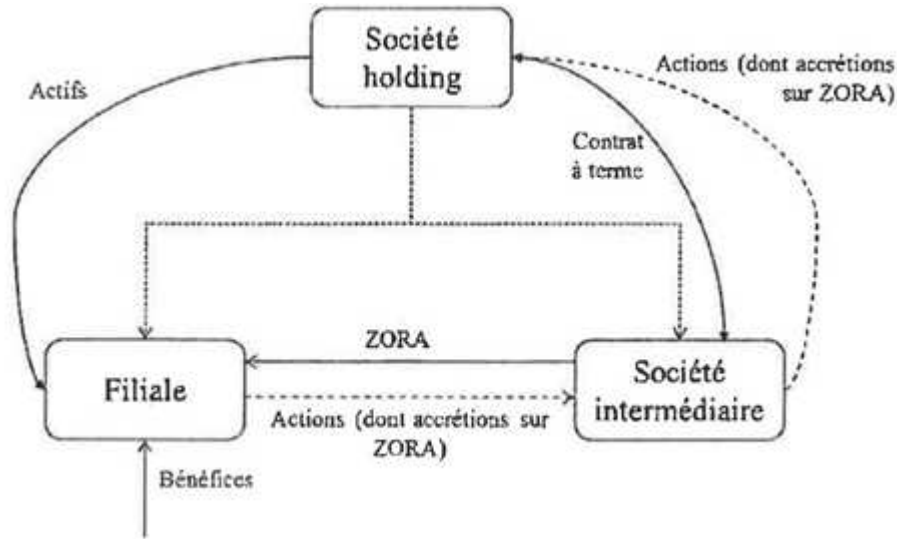 Société
holding
Actions (dont accrétions
sur ZORA)
Actifs
Contrat
à terme
ZORA
Filiale
Société
intermédiaire
Actions (dont accrétions sur
ZORA)
Bénéfices